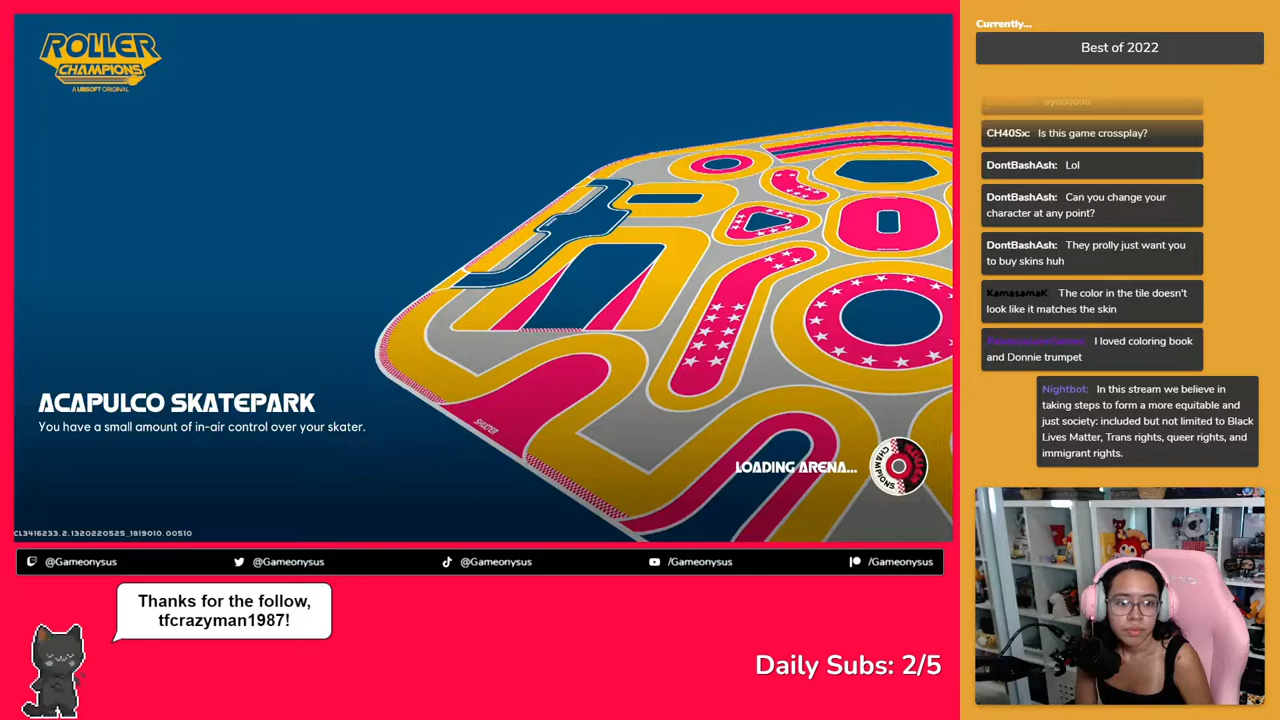 ROLLER
CHAMPIONS
A UBISOFT ORIGINAL
ACAPULCO SKATEPARK
You have a small amount of in-air control over your skater.
LOADING ARENA...
CHAMPIONS
CL3416233.2.1320220525_1819010.00510
@Gameonysus
@Gameonysus
@Gameonysus
/Gameonysus
/Gameonysus
Thanks for the follow,
tfcrazyman1987!
Daily Subs: 2/5
Currently...
Best of 2022
CH40Sx: Is this game crossplay?
DontBashAsh: Lol
DontBashAsh: Can you change your
character at any point?
DontBashAsh: They prolly just want you
to buy skins huh
KamasamaK: The color in the tile doesn't
look like it matches the skin
I loved coloring book
and Donnie trumpet
Nightbot: In this stream we believe in
taking steps to form a more equitable and
just society: included but not limited to Black
Lives Matter, Trans rights, queer rights, and
immigrant rights.